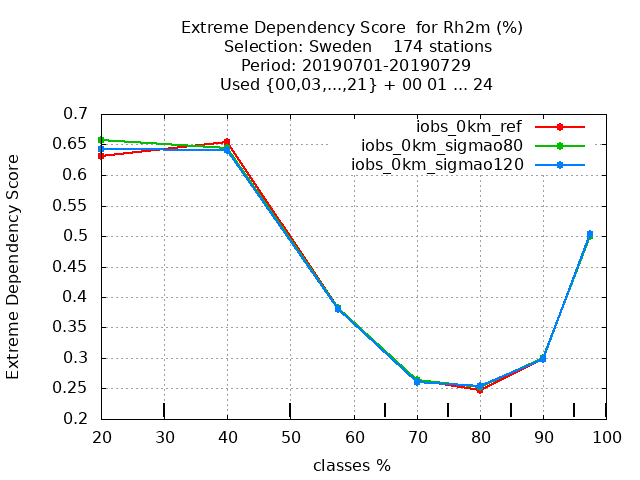 Extreme Dependency Score  for Rh2m (%)
Selection: Sweden    174 stations
Period: 20190701-20190729
Used {00,03,...,21} + 00 01 ... 24
iobs_0km_ref
iobs_0km_sigmao80
iobs_0km_sigmao120
Extreme Dependency Score
0.7
0.65
0.6
0.55
0.5
0.45
0.4
0.35
0.3
0.25
0.2
20 30 40 50 60 70 80 90 100
classes %